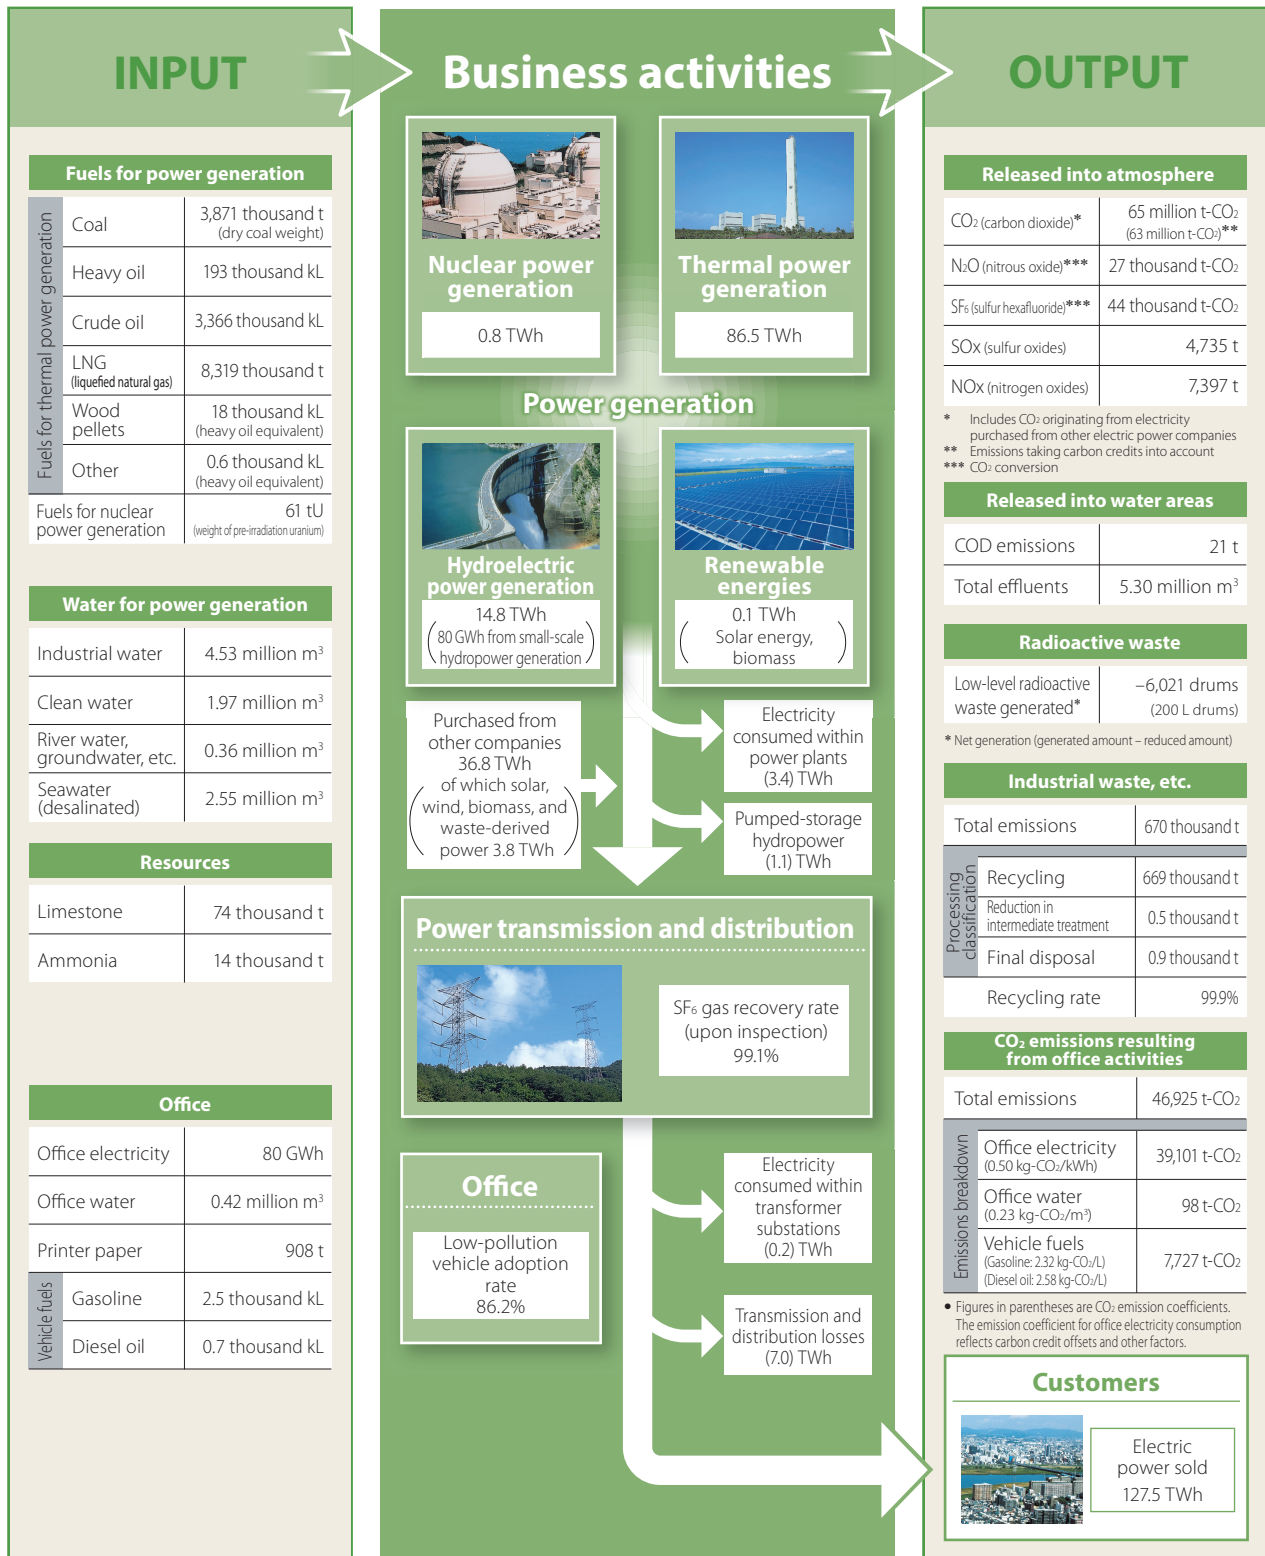 INPUT
Fuels for power generation
Fuels for thermal power generation
Coal
3,871 thousand t
(dry coal weight)
Heavy oil
193 thousand kL
Crude oil
3,366 thousand kL
LNG
(liquefied natural gas)
8,319 thousand t
Wood
pellets
18 thousand kL
(heavy oil equivalent)
Other
0.6 thousand kL
(heavy oil equivalent)
Fuels for nuclear
power generation
61 tU
(weight of pre-irradiation uranium)
Water for power generation
Industrial water
4.53 million m³
Clean water
1.97 million m³
River water,
groundwater, etc.
0.36 million m³
Seawater
(desalinated)
2.55 million m³
Resources
Limestone
74 thousand t
Ammonia
14 thousand t
Office
Office electricity
80 GWh
Office water
0.42 million m³
Printer paper
908 t
Vehicle fuels
Gasoline
2.5 thousand kL
Diesel oil
0.7 thousand kL
Business activities
Nuclear power
generation
0.8 TWh
Thermal power
generation
86.5 TWh
Power generation
Hydroelectric
power generation
14.8 TWh
(80 GWh from small-scale
hydropower generation)
Renewable
energies
0.1 TWh
(Solar energy,
biomass)
Purchased from
other companies
36.8 TWh
(of which solar,
wind, biomass, and
waste-derived
power 3.8 TWh)
Electricity
consumed within
power plants
(3.4) TWh
Pumped-storage
hydropower
(1.1) TWh
Power transmission and distribution
SF₆ gas recovery rate
(upon inspection)
99.1%
Office
Low-pollution
vehicle adoption
rate
86.2%
Electricity
consumed within
transformer
substations
(0.2) TWh
Transmission and
distribution losses
(7.0) TWh
OUTPUT
Released into atmosphere
CO₂ (carbon dioxide)*
65 million t-CO₂
(63 million t-CO₂)**
N₂O (nitrous oxide)***
27 thousand t-CO₂
SF₆ (sulfur hexafluoride)***
44 thousand t-CO₂
SOx (sulfur oxides)
4,735 t
NOx (nitrogen oxides)
7,397 t
* Includes CO₂ originating from electricity
purchased from other electric power companies
** Emissions taking carbon credits into account
*** CO₂ conversion
Released into water areas
COD emissions
21 t
Total effluents
5.30 million m³
Radioactive waste
Low-level radioactive
waste generated*
–6,021 drums
(200 L drums)
* Net generation (generated amount – reduced amount)
Industrial waste, etc.
Total emissions
670 thousand t
Processing
classification
Recycling
669 thousand t
Reduction in
intermediate treatment
0.5 thousand t
Final disposal
0.9 thousand t
Recycling rate
99.9%
CO₂ emissions resulting
from office activities
Total emissions
46,925 t-CO₂
Emissions breakdown
Office electricity
(0.50 kg-CO₂/kWh)
39,101 t-CO₂
Office water
(0.23 kg-CO₂/m³)
98 t-CO₂
Vehicle fuels
(Gasoline: 2.32 kg-CO₂/L)
(Diesel oil: 2.58 kg-CO₂/L)
7,727 t-CO₂
• Figures in parentheses are CO₂ emission coefficients.
The emission coefficient for office electricity consumption
reflects carbon credit offsets and other factors.
Customers
Electric
power sold
127.5 TWh